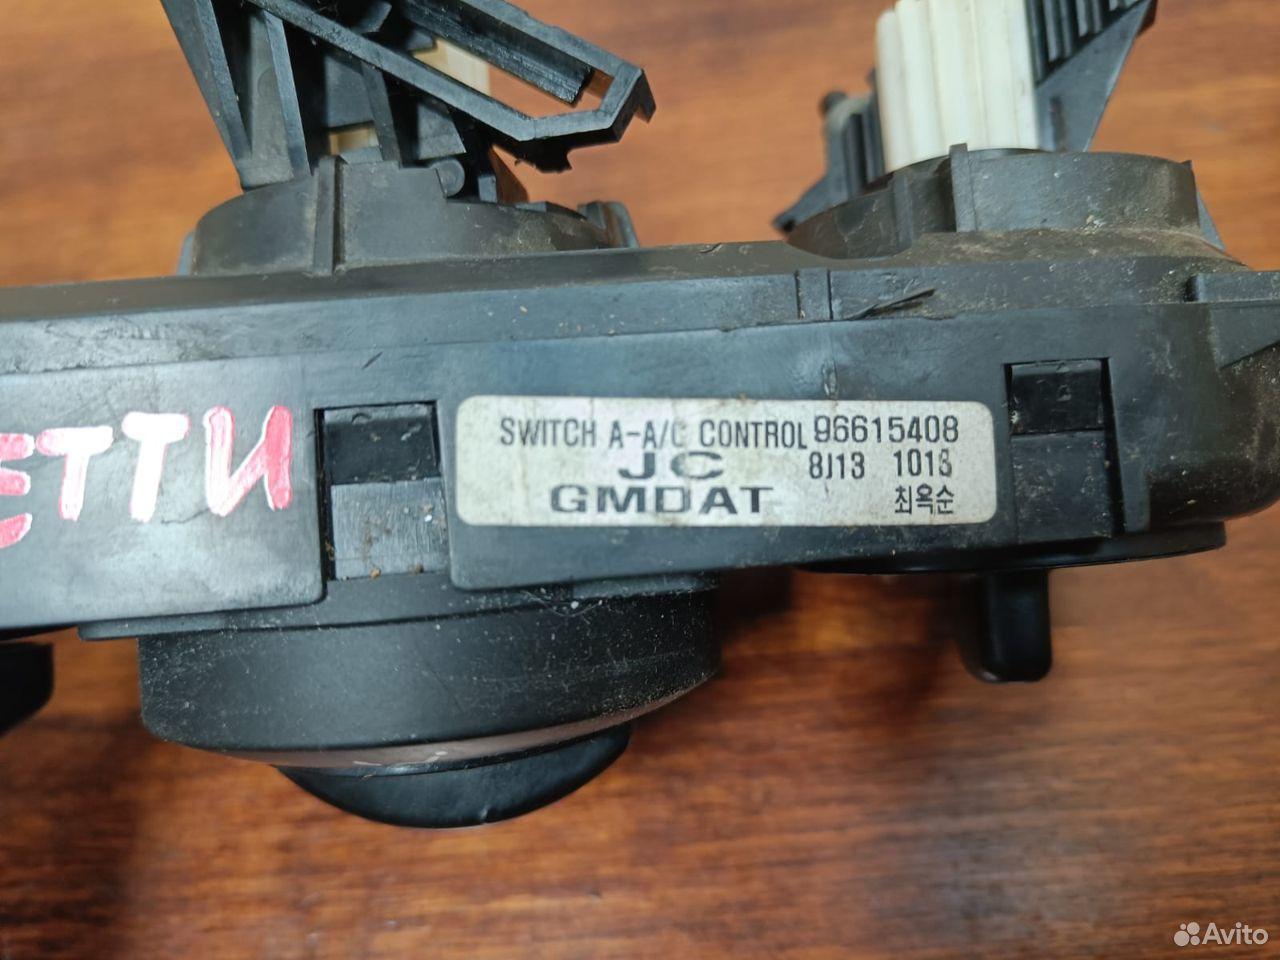 ЕТТИ
SWITCH A-A/C CONTROL 96615408
JC 8J13 1013
GMDAT 최옥순
Avito